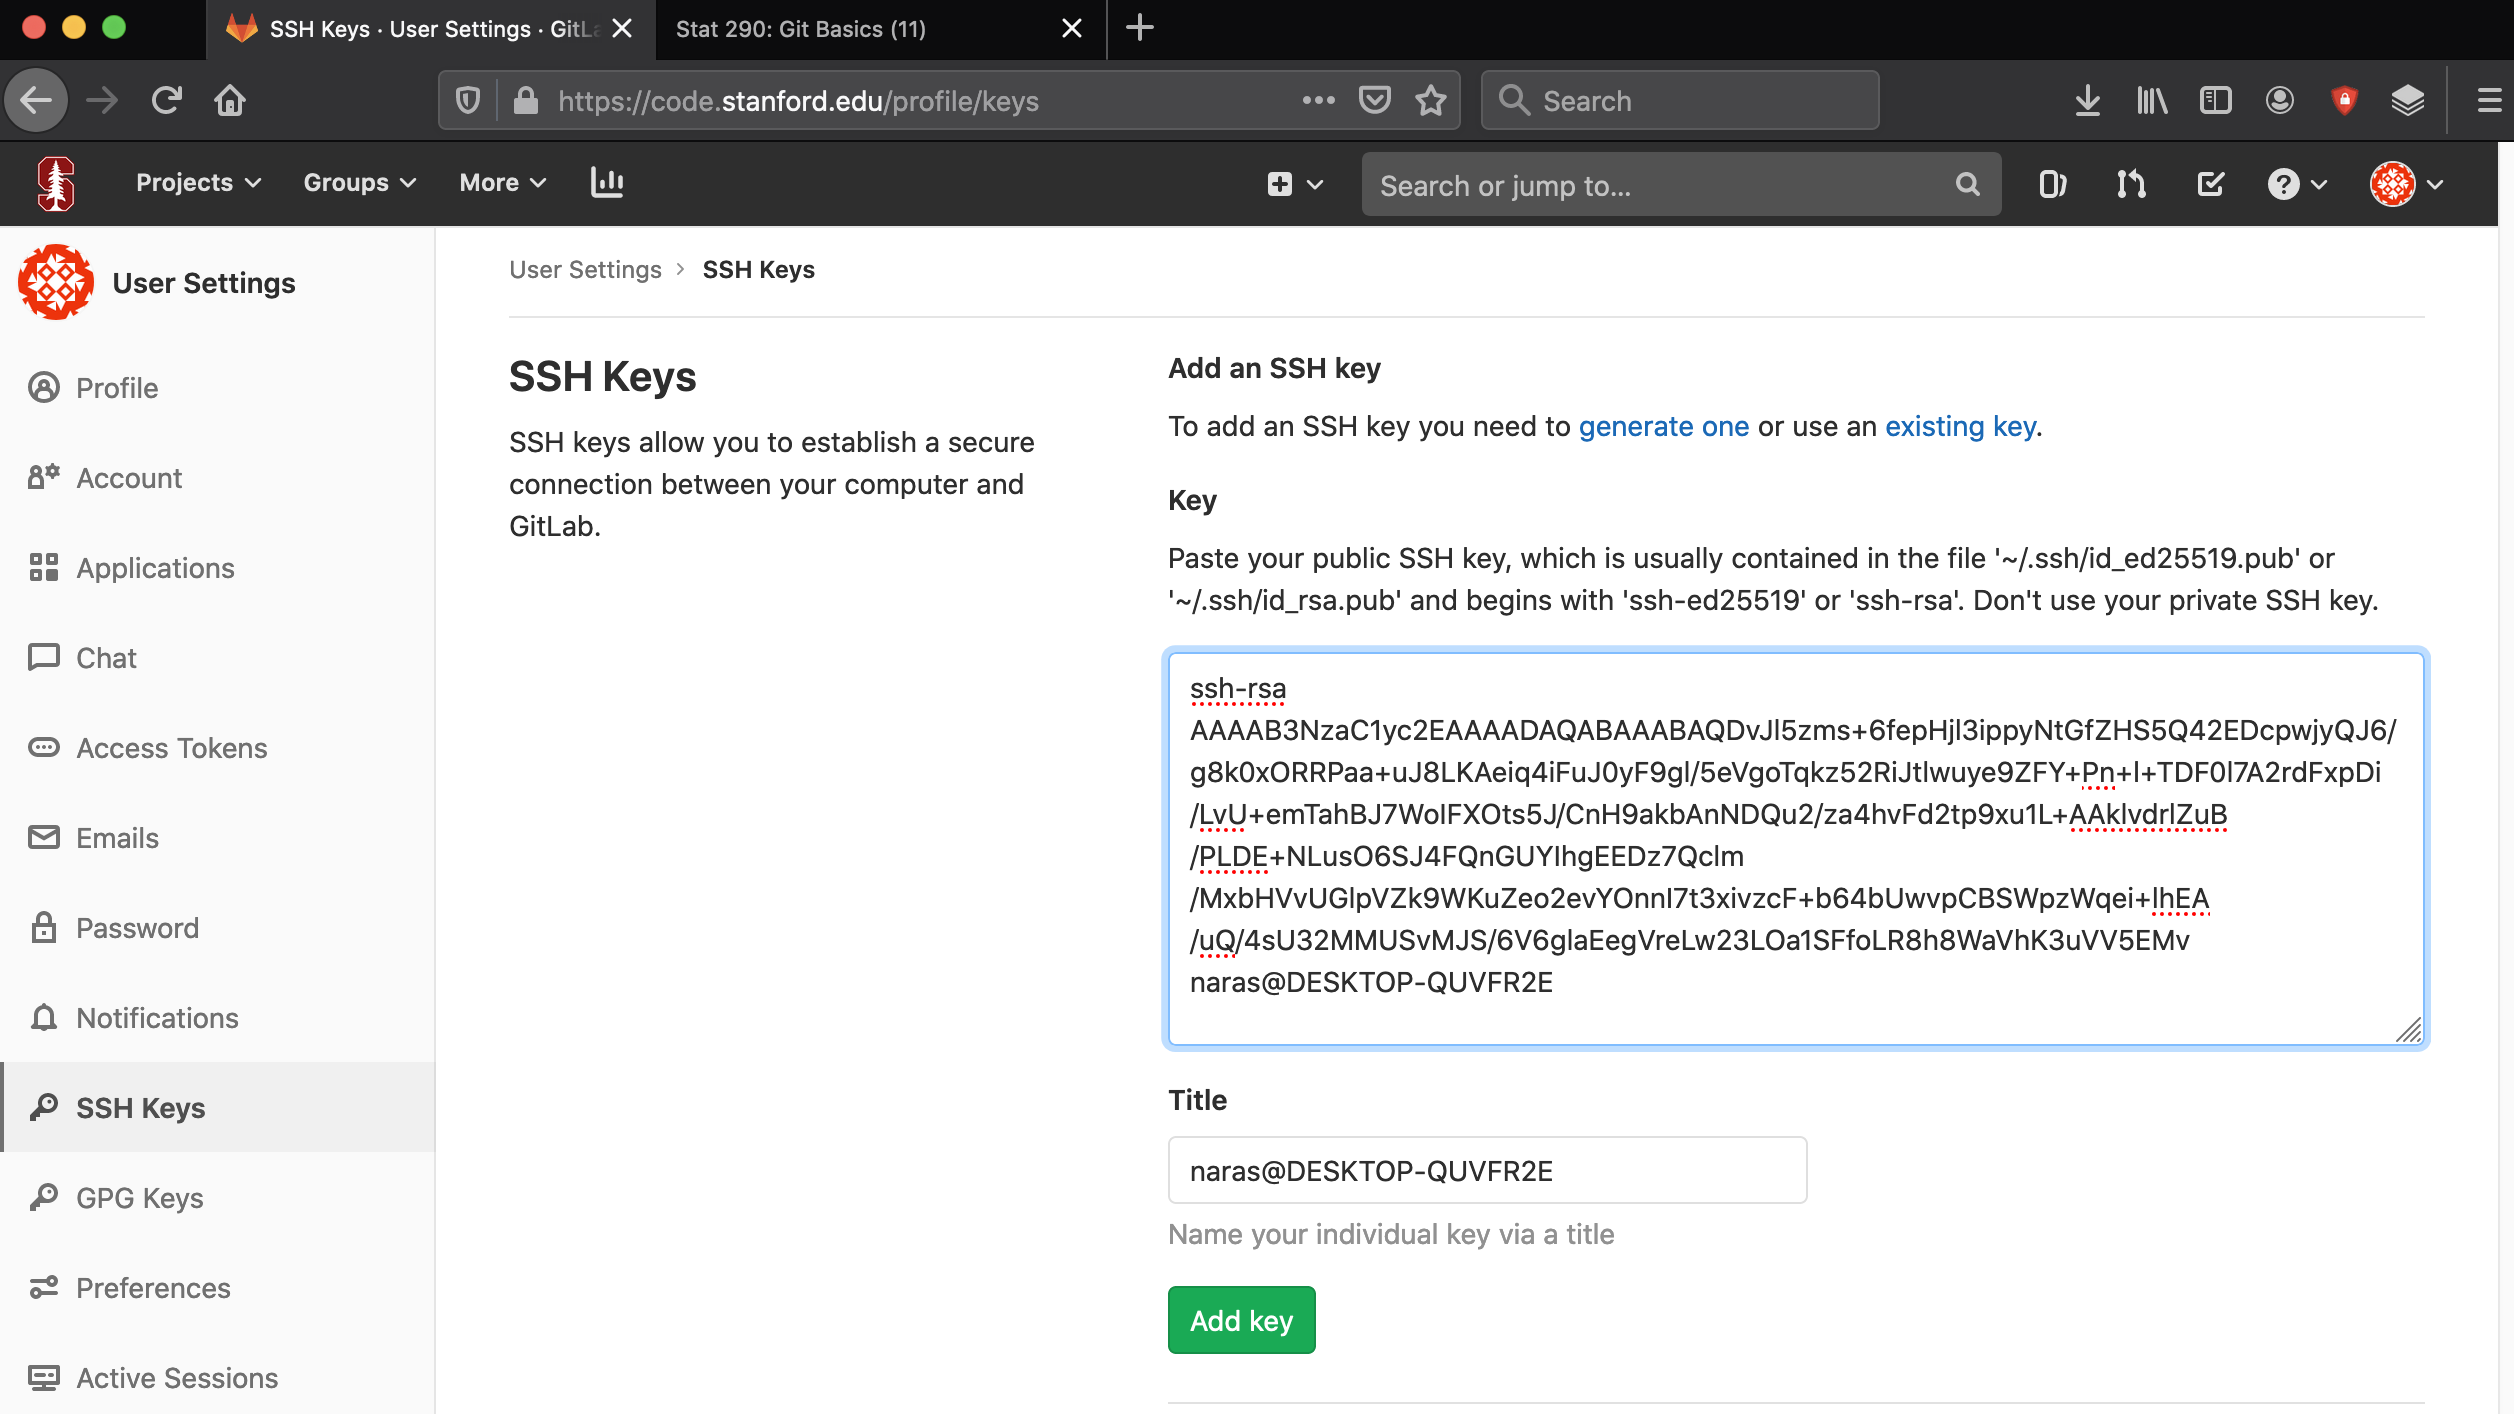 SSH Keys · User Settings · GitLa
Stat 290: Git Basics (11)
https://code.stanford.edu/profile/keys
Search
Projects
Groups
More
Search or jump to...
User Settings
User Settings > SSH Keys
Profile
Account
Applications
Chat
Access Tokens
Emails
Password
Notifications
SSH Keys
GPG Keys
Preferences
Active Sessions
SSH Keys
SSH keys allow you to establish a secure
connection between your computer and
GitLab.
Add an SSH key
To add an SSH key you need to generate one or use an existing key.
Key
Paste your public SSH key, which is usually contained in the file '~/.ssh/id_ed25519.pub' or
'~/.ssh/id_rsa.pub' and begins with 'ssh-ed25519' or 'ssh-rsa'. Don't use your private SSH key.
ssh-rsa
AAAAB3NzaC1yc2EAAAADAQABAAABAQDvJl5zms+6fepHjl3ippyNtGfZHS5Q42EDcpwjyQJ6/
g8k0xORRPaa+uJ8LKAeiq4iFuJ0yF9gl/5eVgoTqkz52RiJtlwuye9ZFY+Pn+l+TDF0l7A2rdFxpDi
/LvU+emTahBJ7WoIFXOts5J/CnH9akbAnNDQu2/za4hvFd2tp9xu1L+AAklvdrlZuB
/PLDE+NLusO6SJ4FQnGUYIhgEEDz7Qclm
/MxbHVvUGlpVZk9WKuZeo2evYOnnI7t3xivzcF+b64bUwvpCBSWpzWqei+lhEA
/uQ/4sU32MMUSvMJS/6V6glaEegVreLw23LOa1SFfoLR8h8WaVhK3uVV5EMv
naras@DESKTOP-QUVFR2E
Title
naras@DESKTOP-QUVFR2E
Name your individual key via a title
Add key